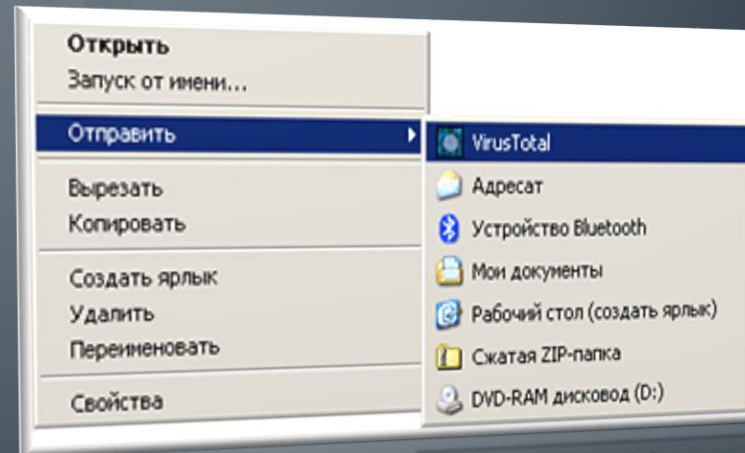 Открыть
Запуск от имени...
Отправить
Вырезать
Копировать
Создать ярлык
Удалить
Переименовать
Свойства
VirusTotal
Адресат
Устройство Bluetooth
Мои документы
Рабочий стол (создать ярлык)
Сжатая ZIP-папка
DVD-RAM дисковод (D:)